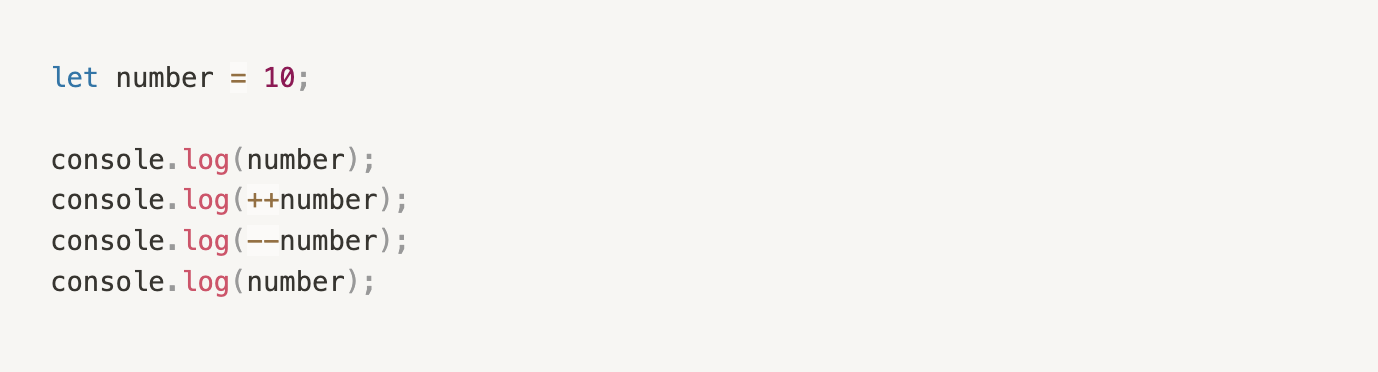 let number = 10;
console.log(number);
console.log(++number);
console.log(--number);
console.log(number);